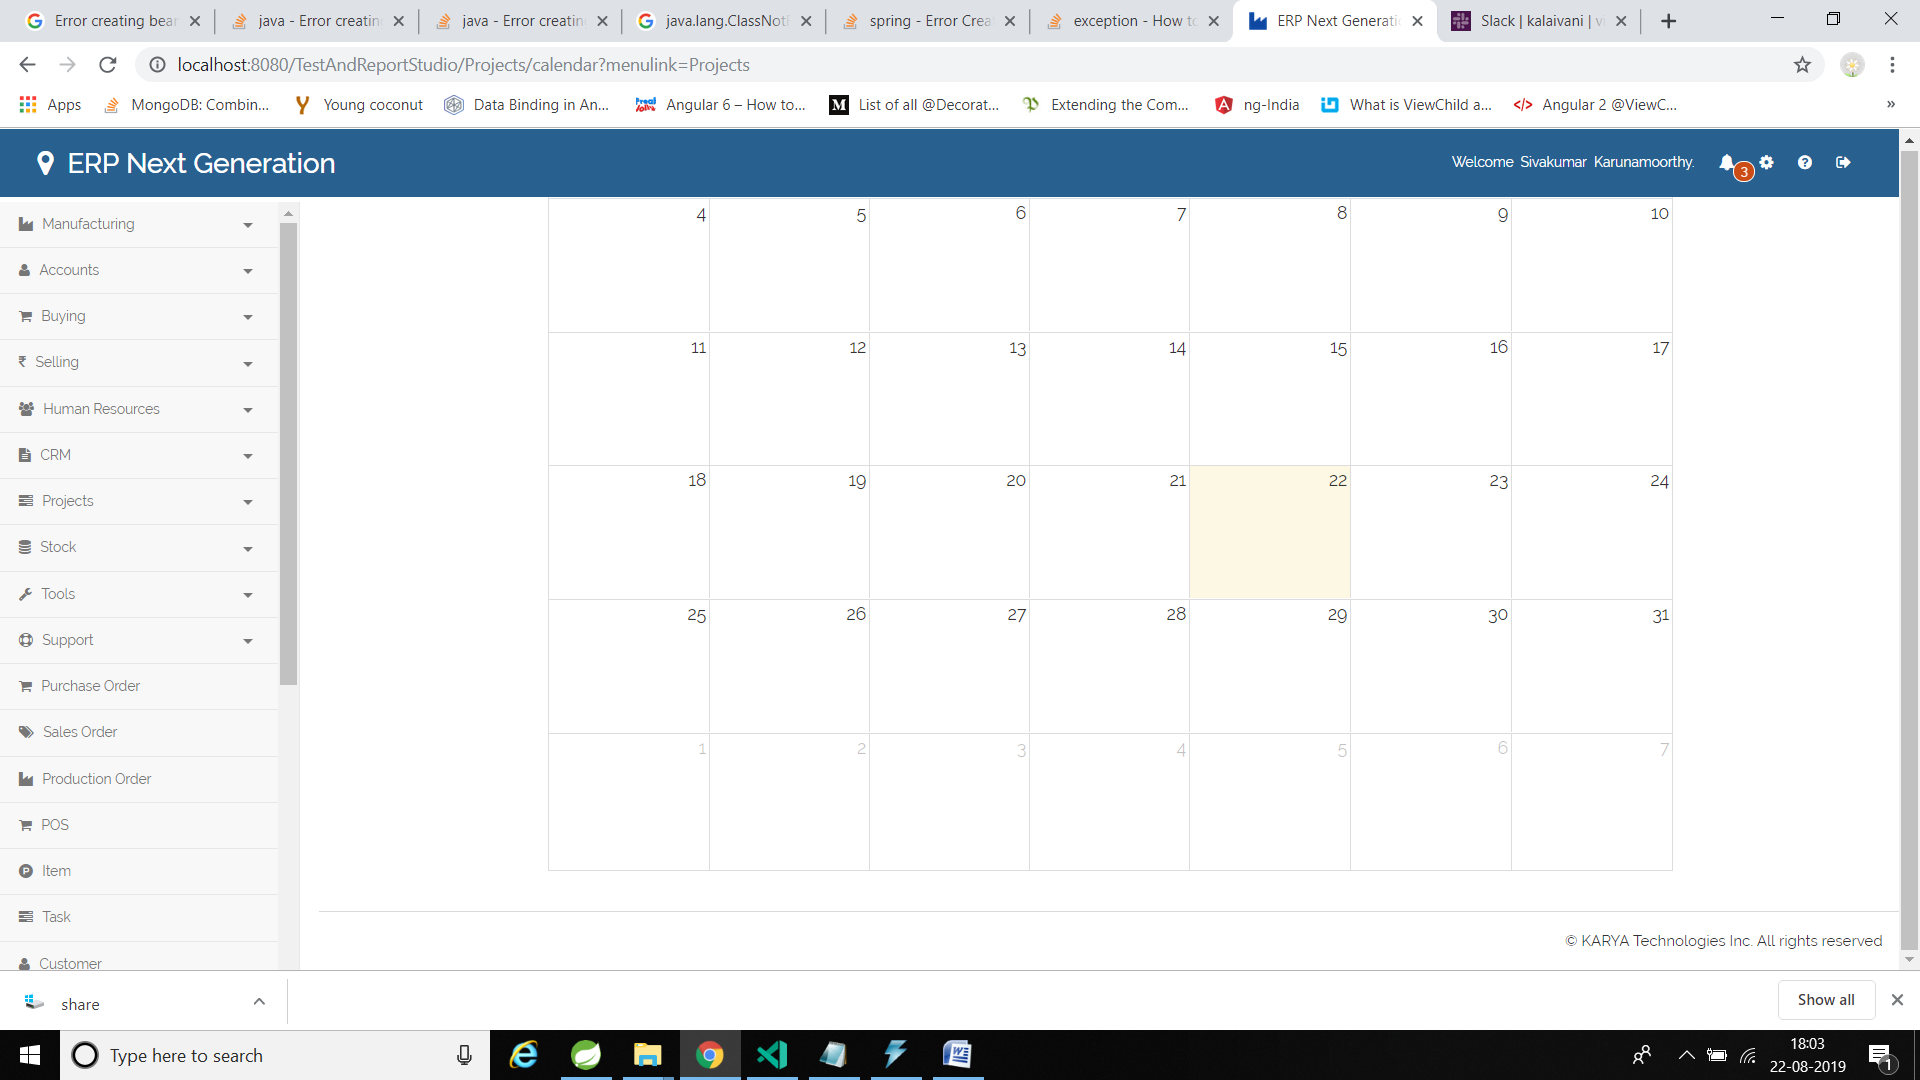 Error creating bear
java - Error creatin
java - Error creatin
java.lang.ClassNot
spring - Error Crea
exception - How to
ERP Next Generati
Slack | kalaivani | v
localhost:8080/TestAndReportStudio/Projects/calendar?menulink=Projects
Apps
MongoDB: Combin...
Young coconut
Data Binding in An...
Angular 6 – How to...
List of all @Decorat...
Extending the Com...
ng-India
What is ViewChild a...
Angular 2 @ViewC...
»
ERP Next Generation
Welcome Sivakumar Karunamoorthy.
3
Manufacturing
Accounts
Buying
Selling
Human Resources
CRM
Projects
Stock
Tools
Support
Purchase Order
Sales Order
Production Order
POS
Item
Task
Customer
4 5 6 7 8 9 10
11 12 13 14 15 16 17
18 19 20 21 22 23 24
25 26 27 28 29 30 31
1 2 3 4 5 6 7
© KARYA Technologies Inc. All rights reserved
share
Show all
Type here to search
18:03
22-08-2019
1